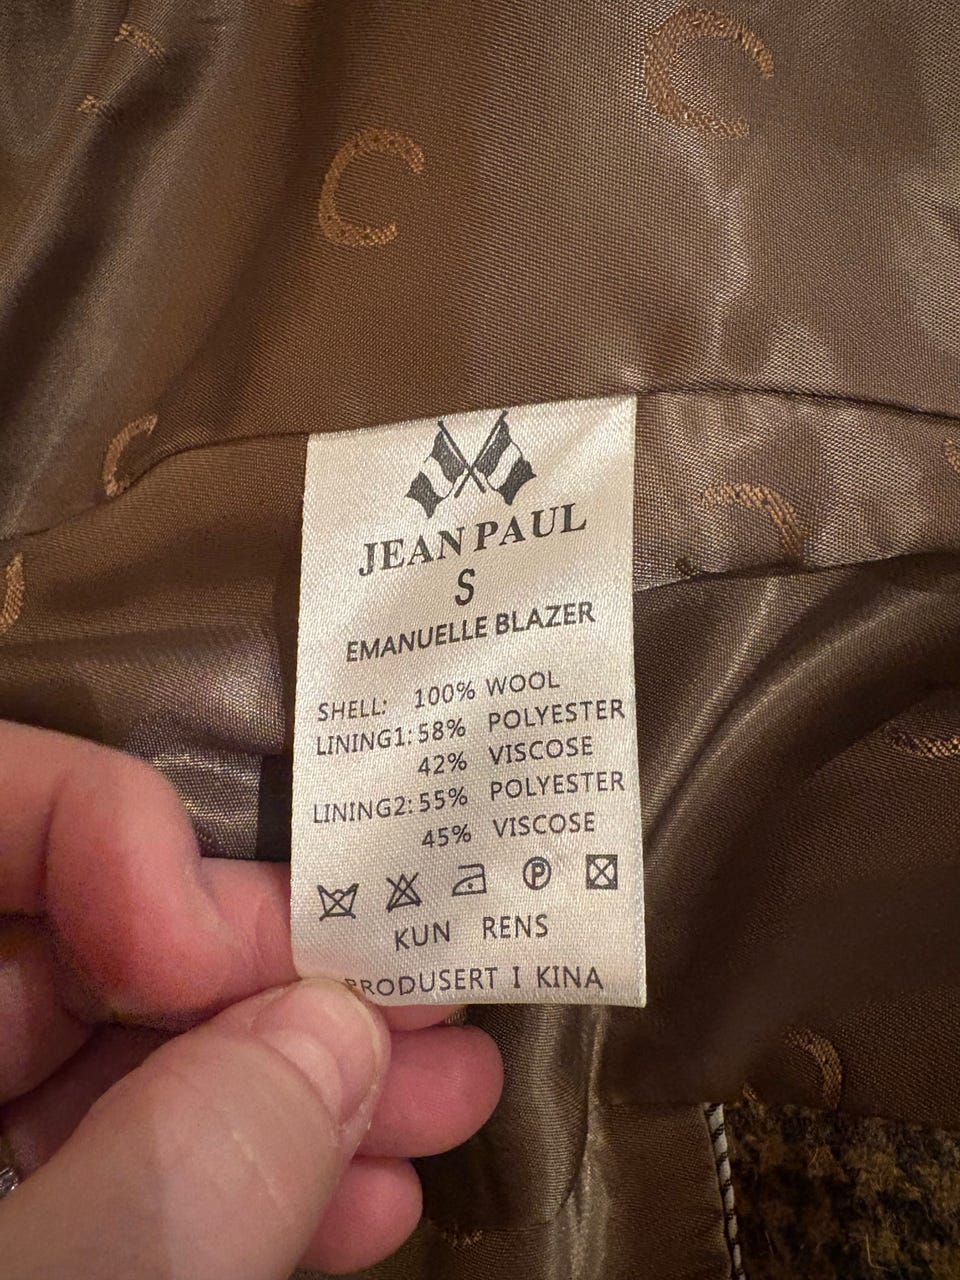 JEAN PAUL
S
EMANUELLE BLAZER
SHELL: 100% WOOL
LINING1: 58% POLYESTER
42% VISCOSE
LINING2: 55% POLYESTER
45% VISCOSE
P
KUN RENS
PRODUSERT I KINA
C
C
C
C